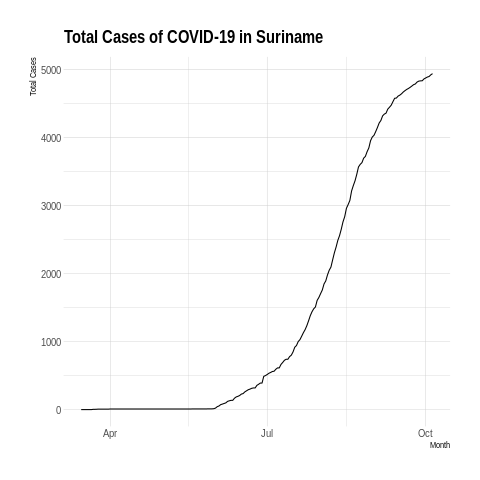 Total Cases of COVID-19 in Suriname
Total Cases
5000
4000
3000
2000
1000
0
Apr
Jul
Oct
Month